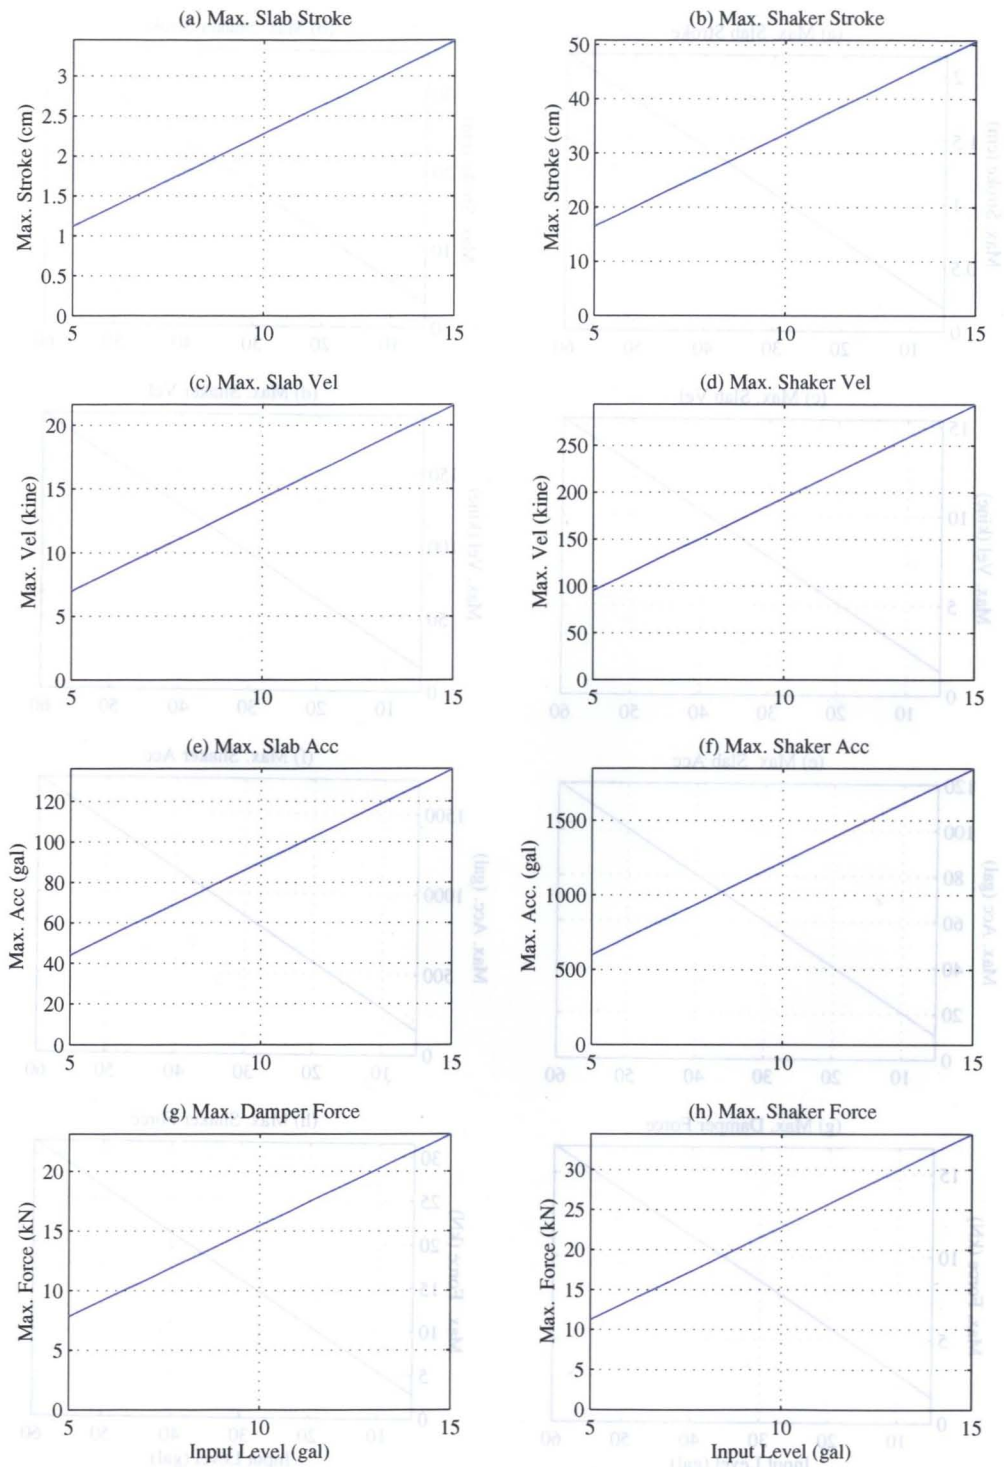 (a) Max. Slab Stroke
Max. Stroke (cm)
3
2.5
2
1.5
1
0.5
0
5 10 15
(b) Max. Shaker Stroke
Max. Stroke (cm)
50
40
30
20
10
0
5 10 15
(c) Max. Slab Vel
Max. Vel (kine)
20
15
10
5
0
5 10 15
(d) Max. Shaker Vel
Max. Vel (kine)
250
200
150
100
50
0
5 10 15
(e) Max. Slab Acc
Max. Acc (gal)
120
100
80
60
40
20
0
5 10 15
(f) Max. Shaker Acc
Max. Acc. (gal)
1500
1000
500
0
5 10 15
(g) Max. Damper Force
Max. Force (kN)
20
15
10
5
0
5 10 15
Input Level (gal)
(h) Max. Shaker Force
Max. Force (kN)
30
25
20
15
10
5
0
5 10 15
Input Level (gal)